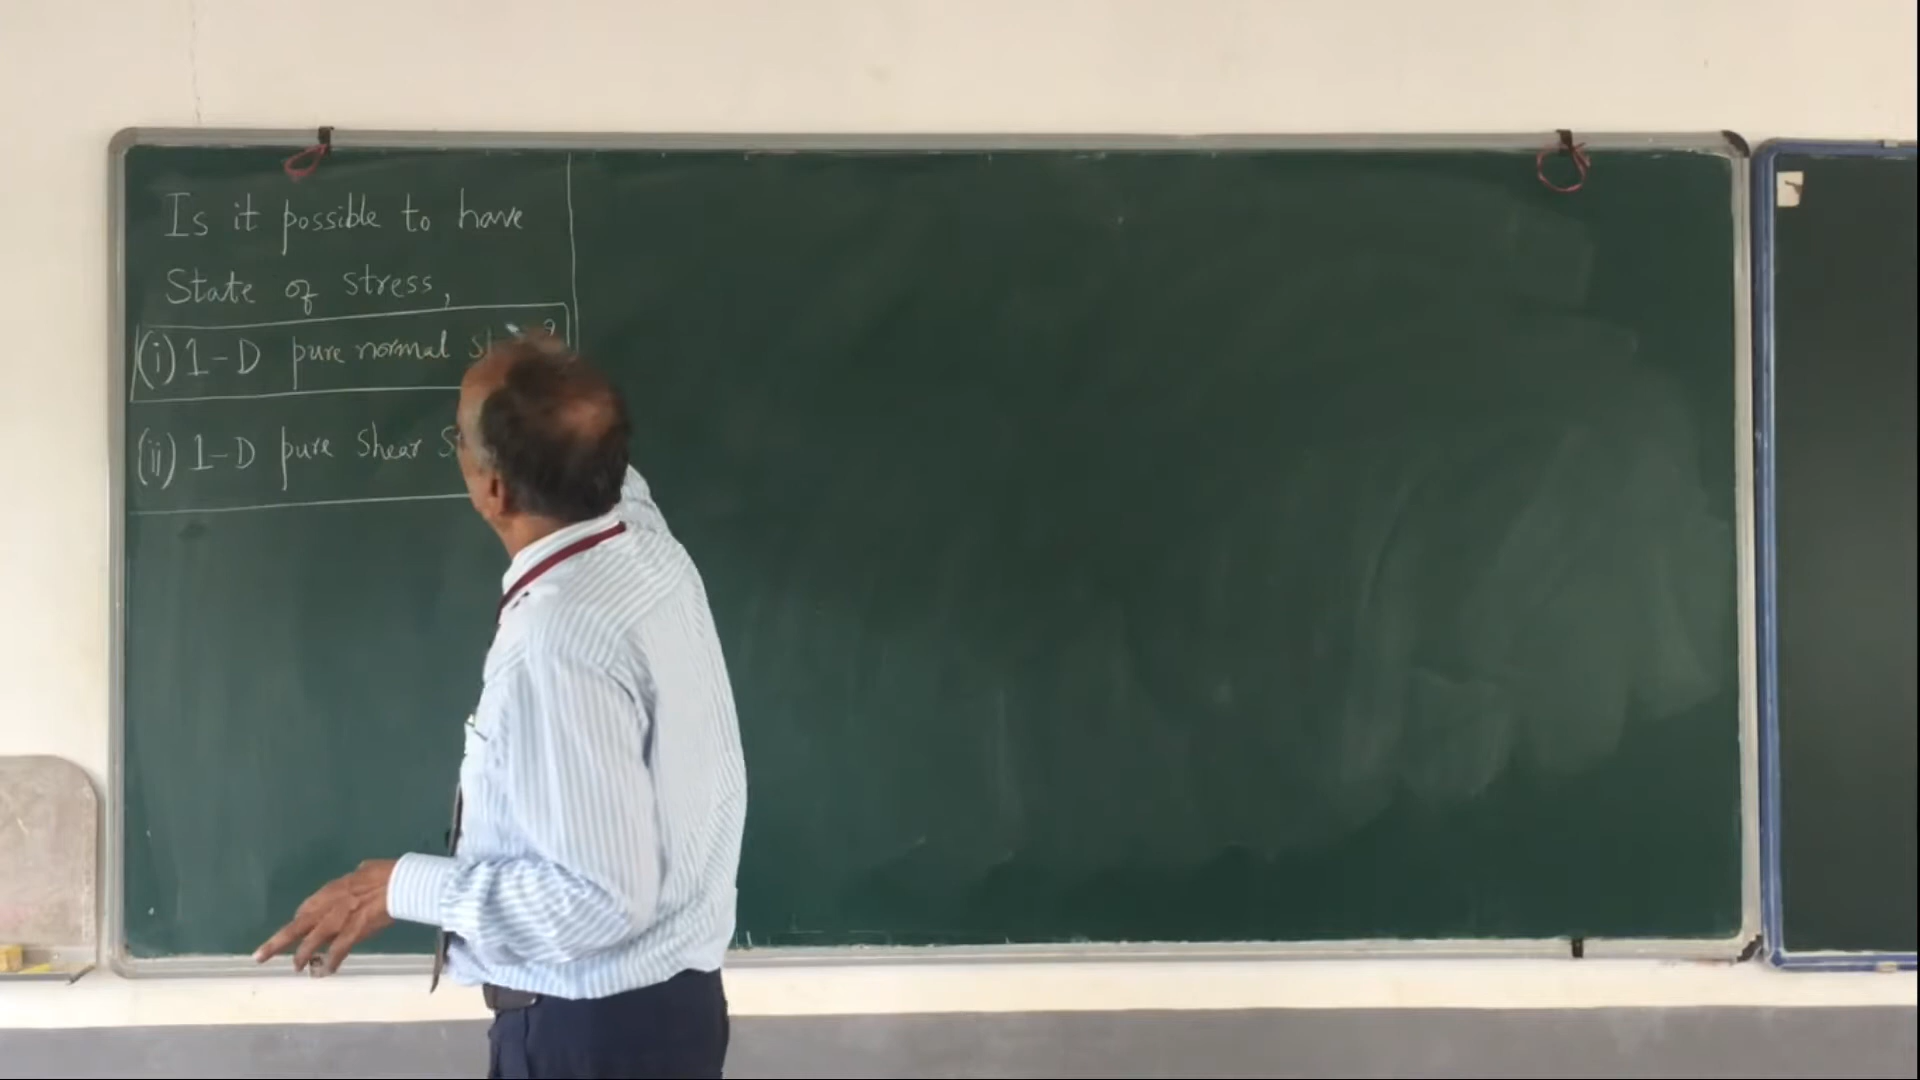 Is it possible to have
State of stress,
(i) 1-D pure normal
(ii) 1-D pure shear